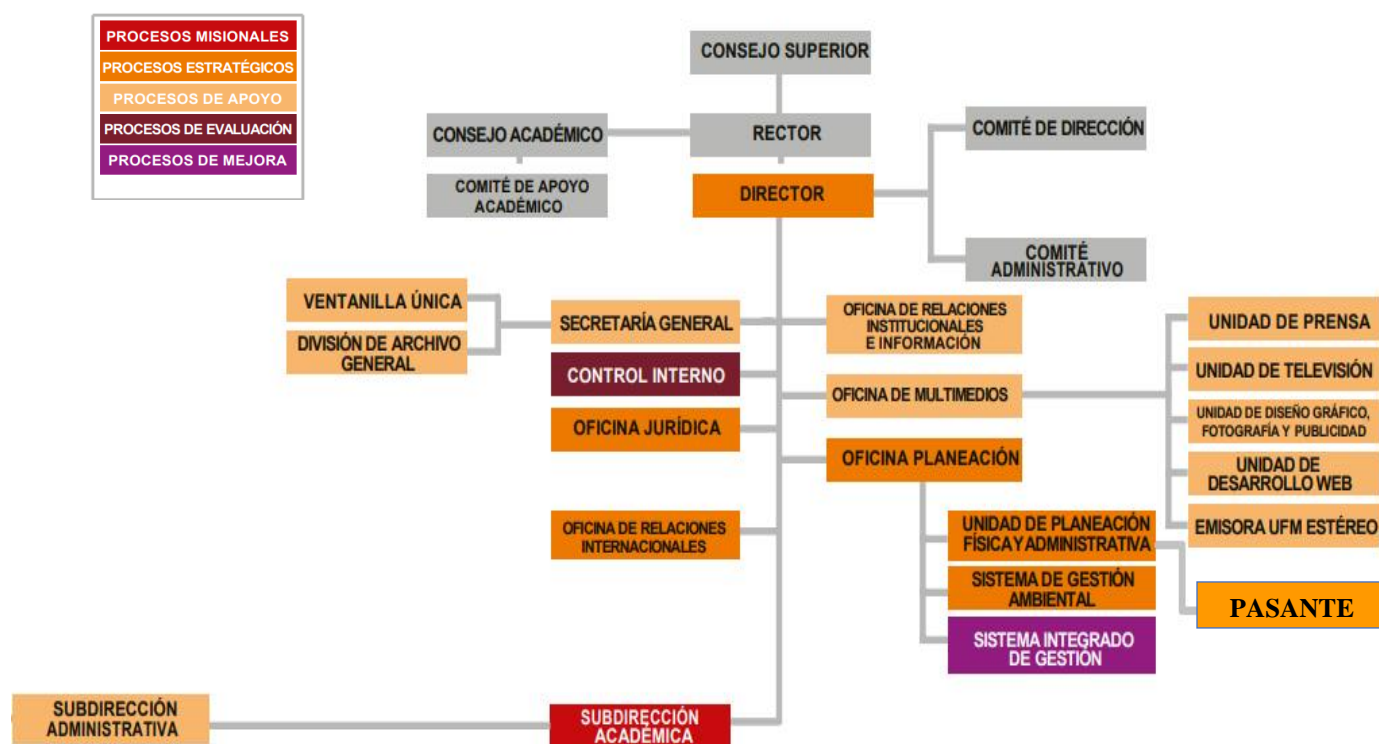 PROCESOS MISIONALES
PROCESOS ESTRATÉGICOS
PROCESOS DE APOYO
PROCESOS DE EVALUACIÓN
PROCESOS DE MEJORA
CONSEJO SUPERIOR
CONSEJO ACADÉMICO
RECTOR
COMITÉ DE DIRECCIÓN
COMITÉ DE APOYO
ACADÉMICO
DIRECTOR
COMITÉ
ADMINISTRATIVO
VENTANILLA ÚNICA
DIVISIÓN DE ARCHIVO
GENERAL
SECRETARÍA GENERAL
OFICINA DE RELACIONES
INSTITUCIONALES
E INFORMACIÓN
CONTROL INTERNO
OFICINA DE MULTIMEDIOS
OFICINA JURÍDICA
OFICINA PLANEACIÓN
UNIDAD DE PRENSA
UNIDAD DE TELEVISIÓN
UNIDAD DE DISEÑO GRÁFICO,
FOTOGRAFÍA Y PUBLICIDAD
UNIDAD DE
DESARROLLO WEB
EMISORA UFM ESTÉREO
OFICINA DE RELACIONES
INTERNACIONALES
UNIDAD DE PLANEACIÓN
FÍSICA Y ADMINISTRATIVA
SISTEMA DE GESTIÓN
AMBIENTAL
SISTEMA INTEGRADO
DE GESTIÓN
PASANTE
SUBDIRECCIÓN
ADMINISTRATIVA
SUBDIRECCIÓN
ACADÉMICA